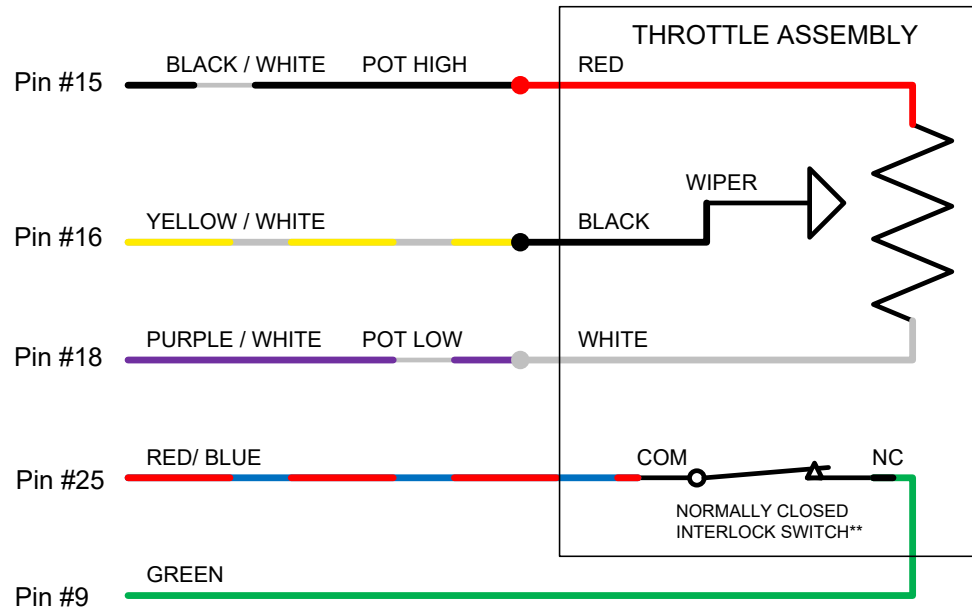 THROTTLE ASSEMBLY
Pin #15
BLACK / WHITE
POT HIGH
RED
WIPER
Pin #16
YELLOW / WHITE
BLACK
Pin #18
PURPLE / WHITE
POT LOW
WHITE
Pin #25
RED/ BLUE
COM
NC
NORMALLY CLOSED
INTERLOCK SWITCH**
Pin #9
GREEN